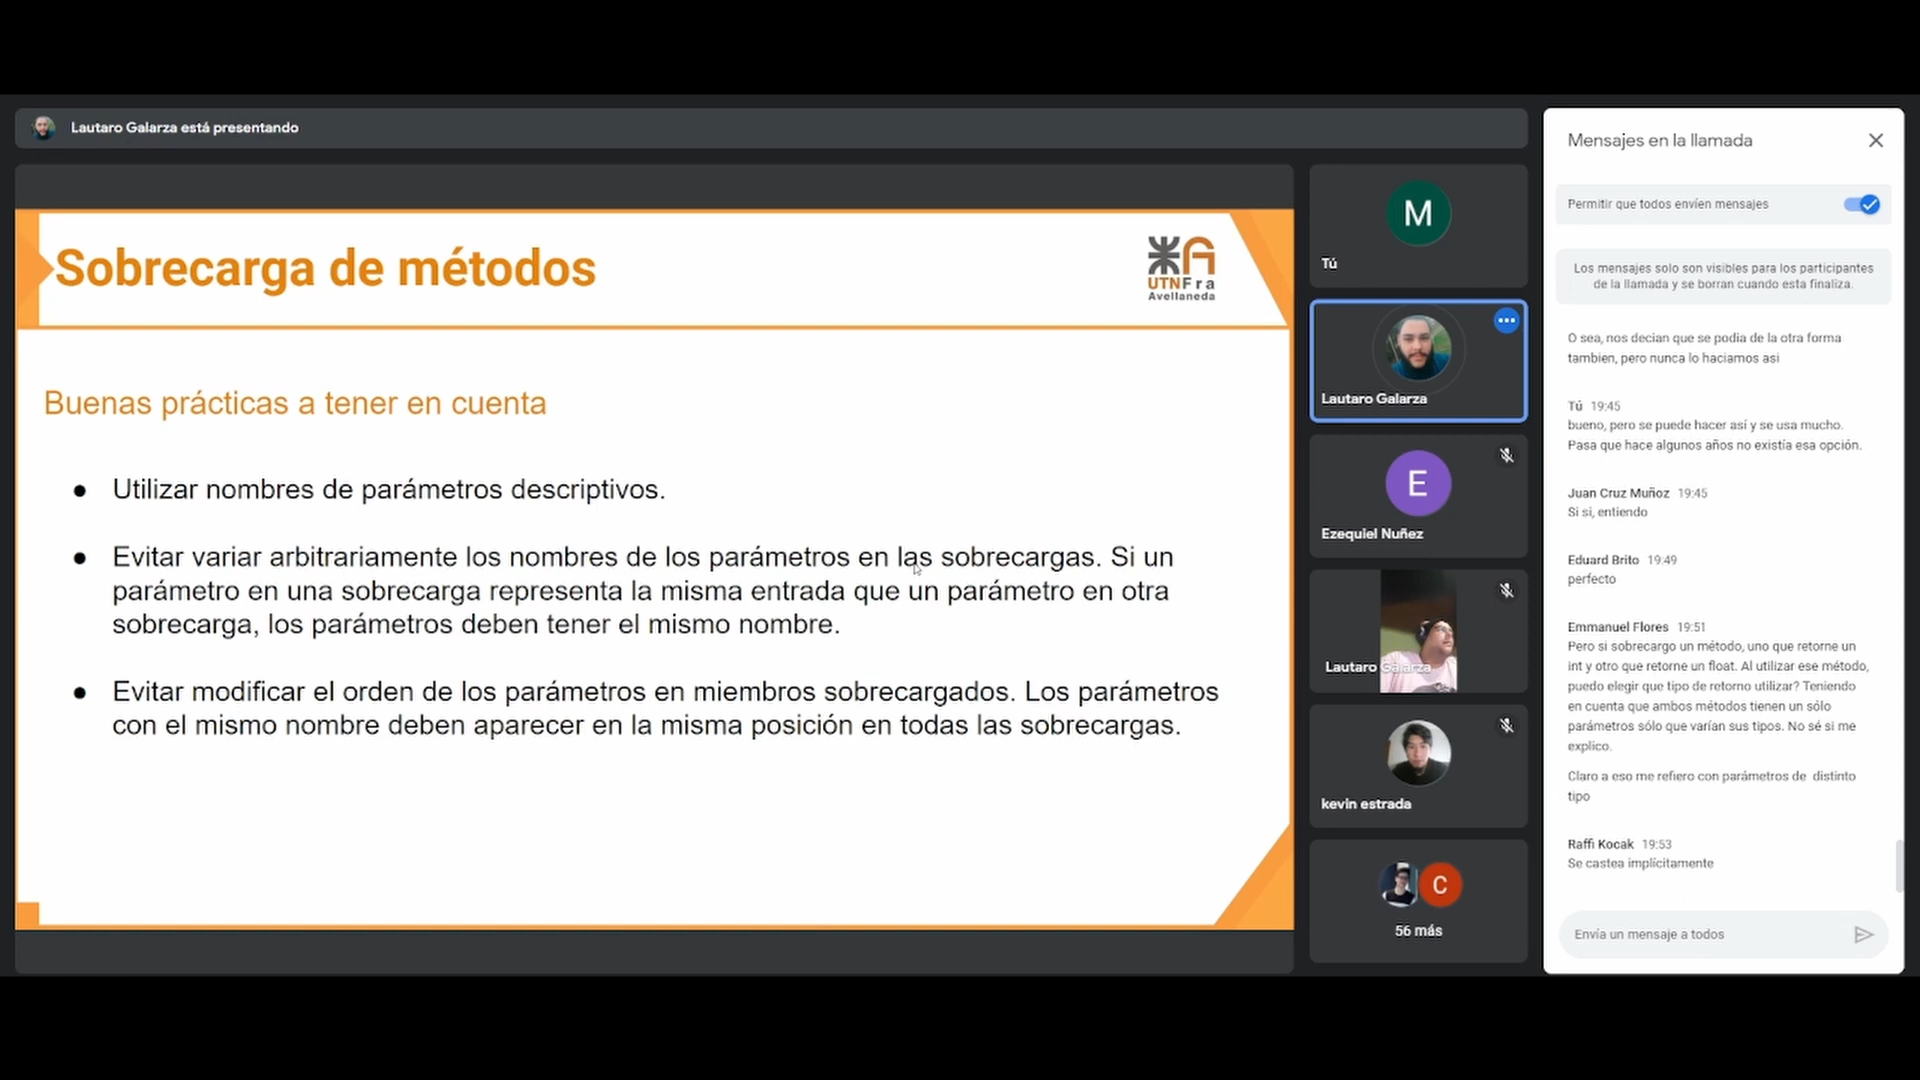 Lautaro Galarza está presentando
Sobrecarga de métodos
UTNFra
Avellaneda
Buenas prácticas a tener en cuenta
● Utilizar nombres de parámetros descriptivos.
● Evitar variar arbitrariamente los nombres de los parámetros en las sobrecargas. Si un
parámetro en una sobrecarga representa la misma entrada que un parámetro en otra
sobrecarga, los parámetros deben tener el mismo nombre.
● Evitar modificar el orden de los parámetros en miembros sobrecargados. Los parámetros
con el mismo nombre deben aparecer en la misma posición en todas las sobrecargas.
M
Tú
Lautaro Galarza
E
Ezequiel Nuñez
Lautaro Galarza
kevin estrada
C
56 más
Mensajes en la llamada
Permitir que todos envíen mensajes
Los mensajes solo son visibles para los participantes
de la llamada y se borran cuando esta finaliza.
O sea, nos decian que se podia de la otra forma
tambien, pero nunca lo haciamos asi
Tú 19:45
bueno, pero se puede hacer así y se usa mucho.
Pasa que hace algunos años no existía esa opción.
Juan Cruz Muñoz 19:45
Si si, entiendo
Eduard Brito 19:49
perfecto
Emmanuel Flores 19:51
Pero si sobrecargo un método, uno que retorne un
int y otro que retorne un float. Al utilizar ese método,
puedo elegir que tipo de retorno utilizar? Teniendo
en cuenta que ambos métodos tienen un sólo
parámetros sólo que varían sus tipos. No sé si me
explico.
Claro a eso me refiero con parámetros de distinto
tipo
Raffi Kocak 19:53
Se castea implícitamente
Envía un mensaje a todos